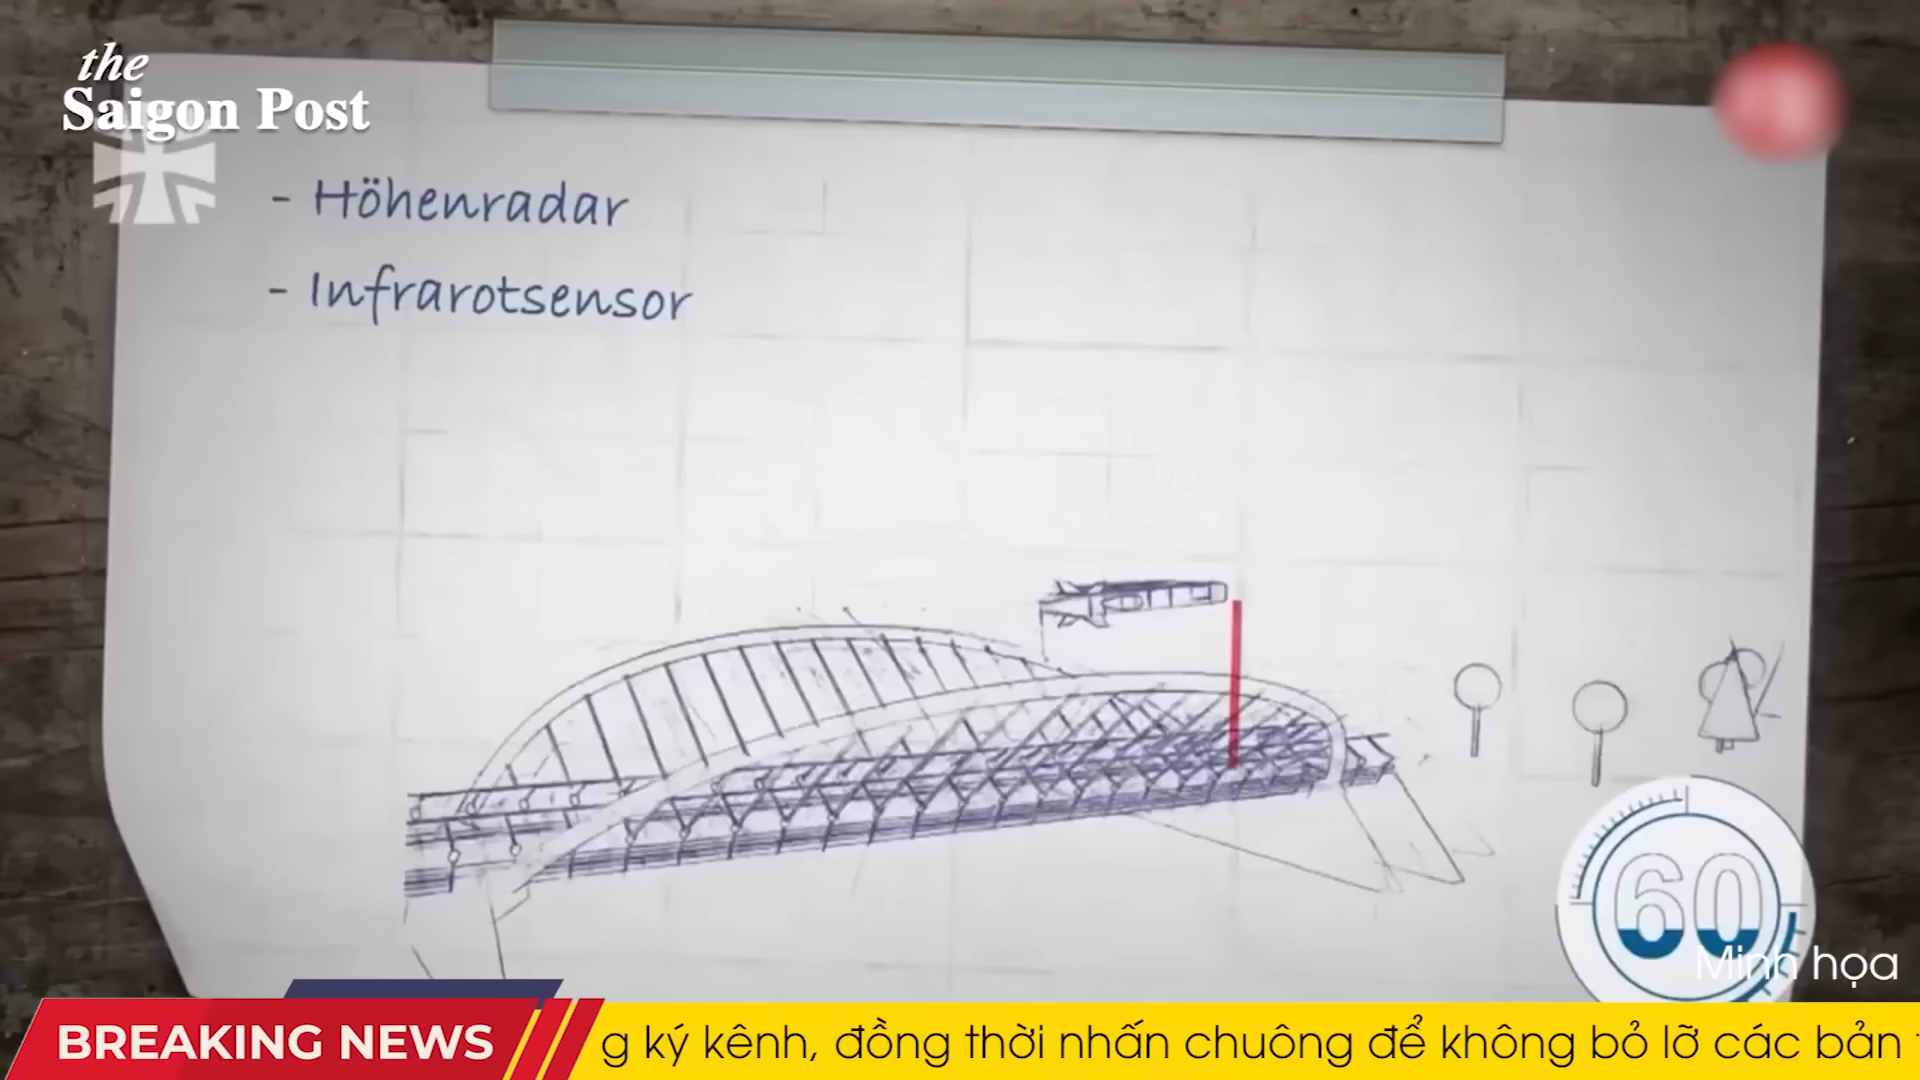 the
Saigon Post
- Höhenradar
- Infrarotsensor
60
Minh họa
BREAKING NEWS
g ký kênh, đồng thời nhấn chuông để không bỏ lỡ các bản